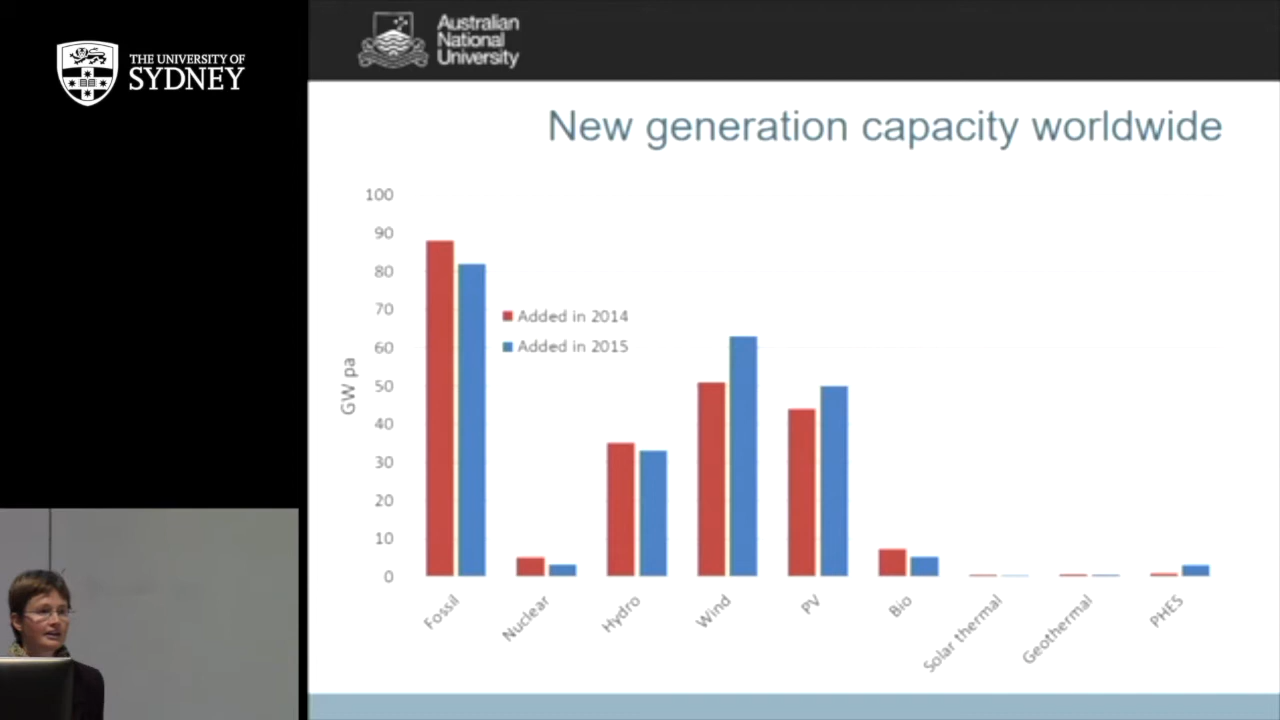 THE UNIVERSITY OF
SYDNEY
Australian
National
University
New generation capacity worldwide
100
90
80
70
60
50
40
30
20
10
0
GW pa
Added in 2014
Added in 2015
Fossil
Nuclear
Hydro
Wind
PV
Bio
Solar thermal
Geothermal
PHES